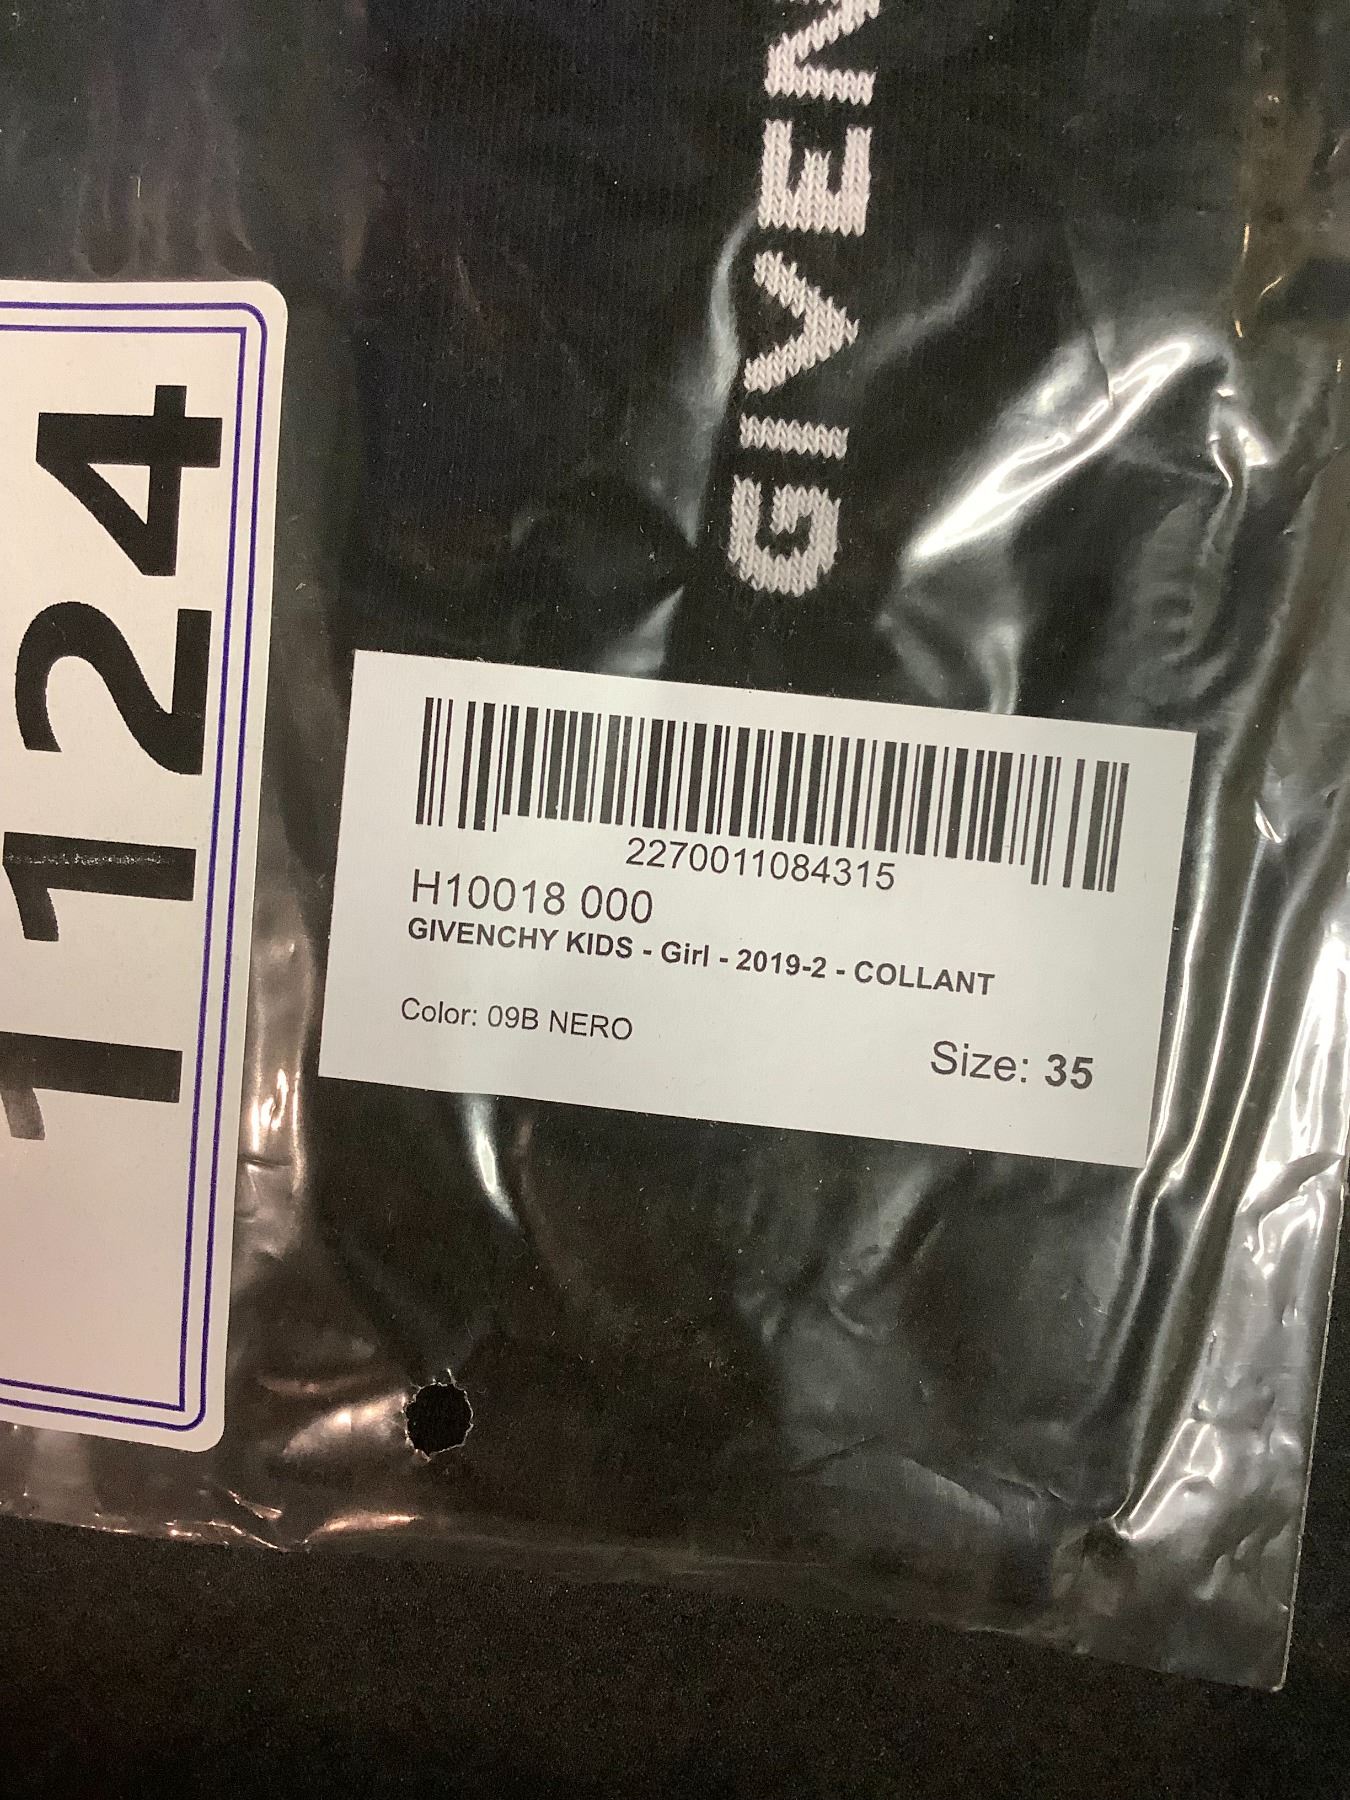 GIVEN
1124
2270011084315
H10018 000
GIVENCHY KIDS - Girl - 2019-2 - COLLANT
Color: 09B NERO
Size: 35